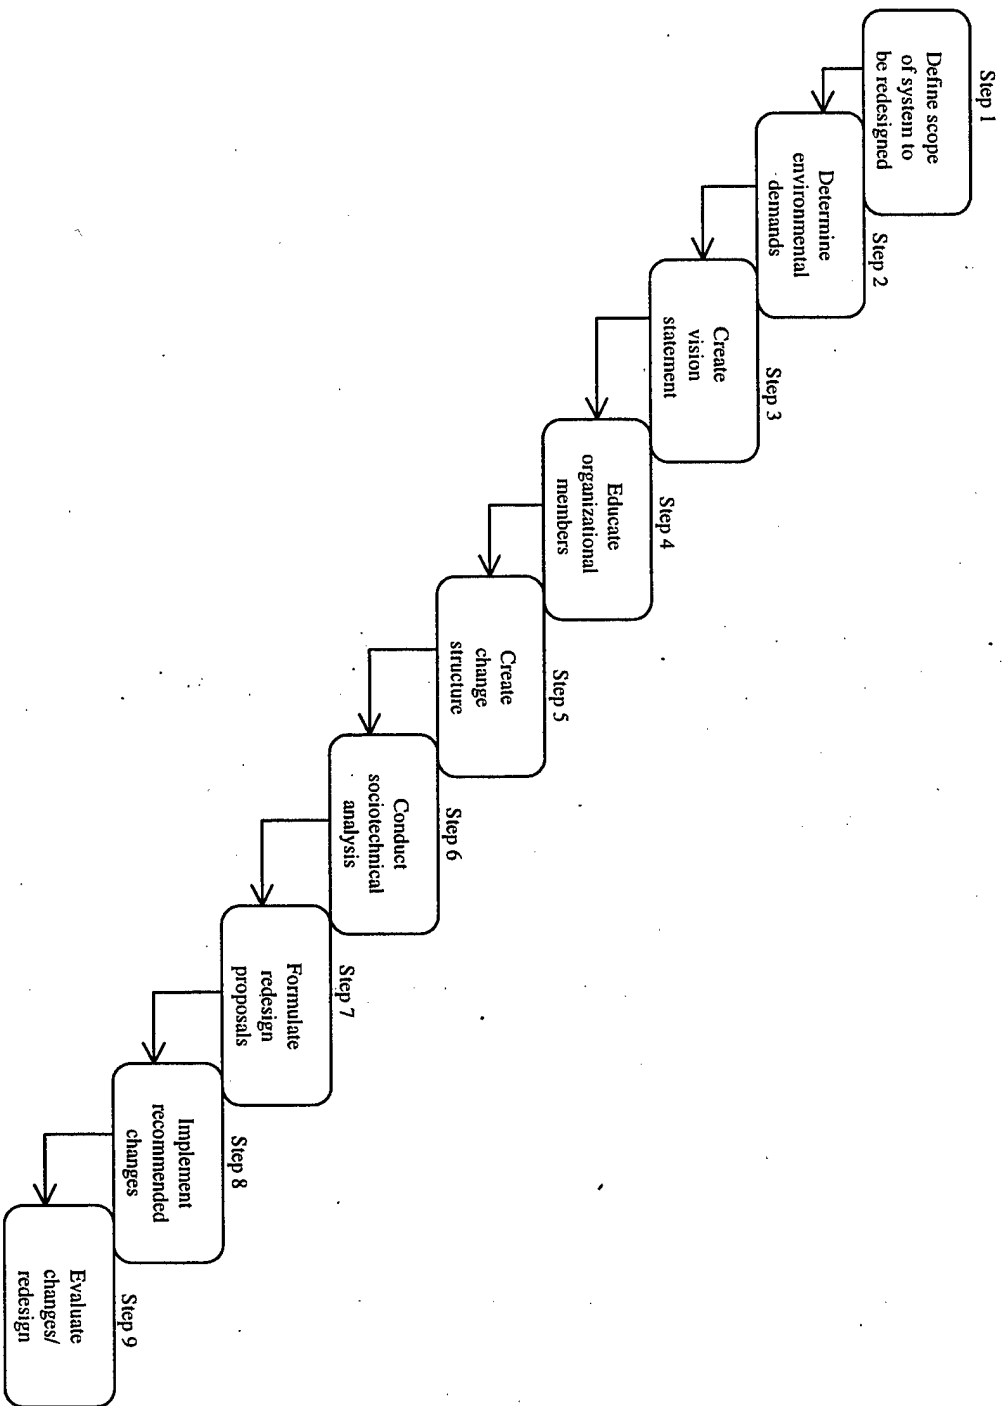 Step 1
Define scope
of system to
be redesigned
Step 2
Determine
environmental
demands
Step 3
Create
vision
statement
Step 4
Educate
organizational
members
Step 5
Create
change
structure
Step 6
Conduct
sociotechnical
analysis
Step 7
Formulate
redesign
proposals
Step 8
Implement
recommended
changes
Step 9
Evaluate
changes/
redesign